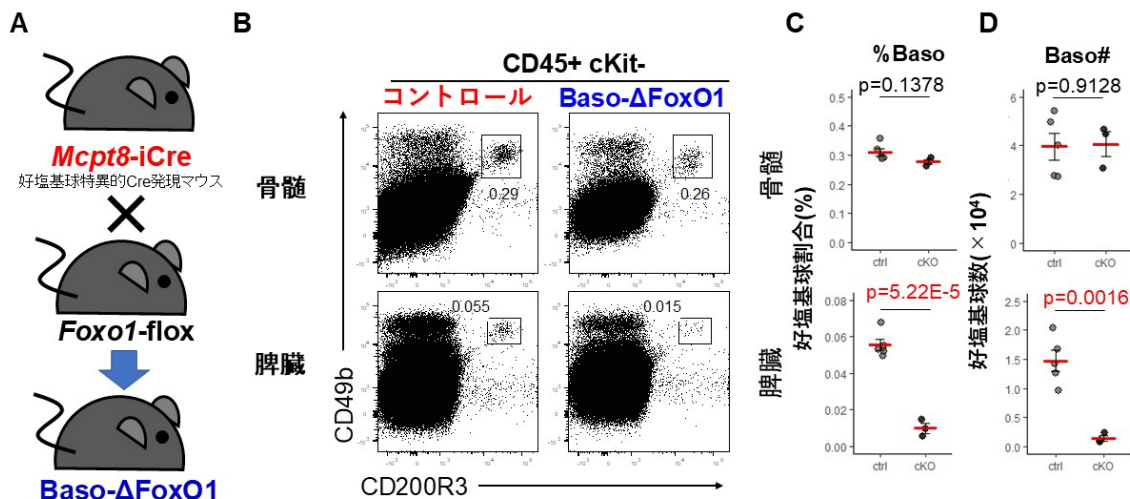 A
Mcpt8-iCre
好塩基球特異的Cre発現マウス
Foxo1-flox
Baso-ΔFoxO1
B
CD45+ cKit-
コントロール
Baso-ΔFoxO1
骨髄
0.29
0.26
脾臓
0.055
0.015
CD49b
CD200R3
C
%Baso
p=0.1378
骨髄
好塩基球割合(%)
0.5
0.4
0.3
0.2
0.1
0.0
ctrl
cKO
p=5.22E-5
脾臓
0.08
0.06
0.04
0.02
0.00
ctrl
cKO
D
Baso#
p=0.9128
好塩基球数(×10⁴)
6
4
2
0
ctrl
cKO
p=0.0016
2.5
2.0
1.5
1.0
0.5
0.0
ctrl
cKO